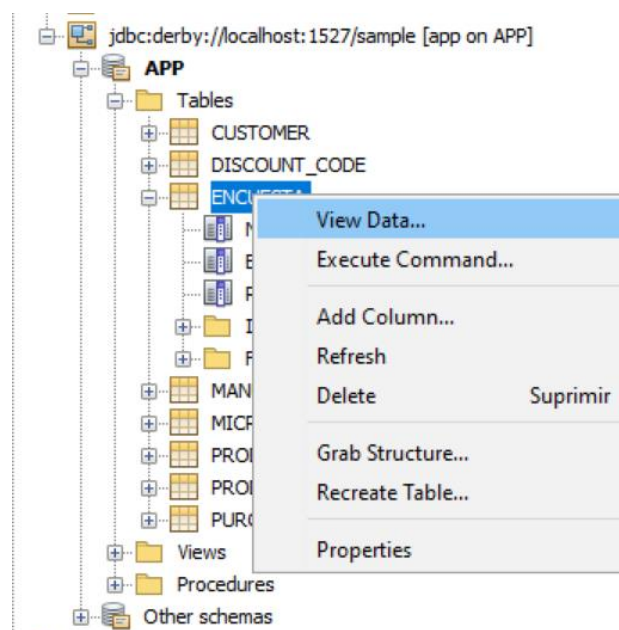 jdbc:derby://localhost:1527/sample [app on APP]
APP
Tables
CUSTOMER
DISCOUNT_CODE
View Data...
Execute Command...
Add Column...
Refresh
Delete Suprimir
Grab Structure...
Recreate Table...
Properties
Views
Procedures
Other schemas